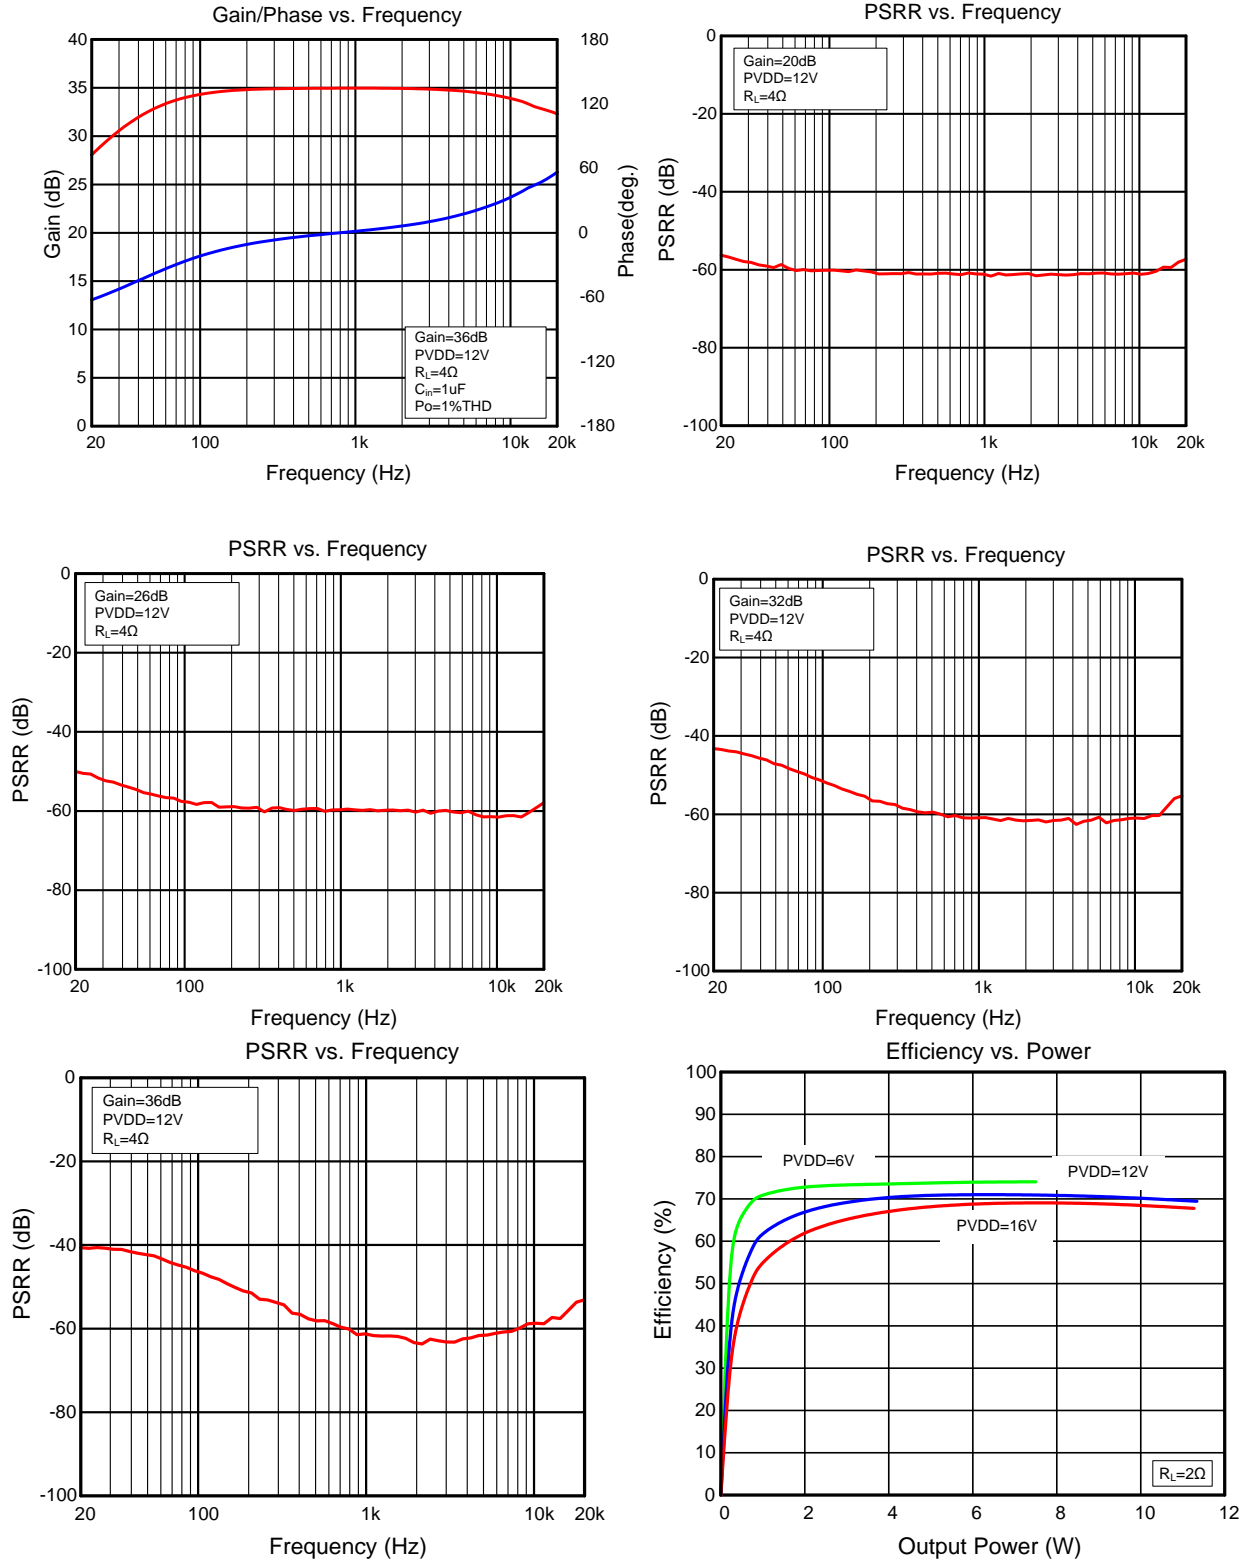 Gain/Phase vs. Frequency
40
35
30
25
20
15
10
5
0
180
120
60
0
-60
-120
-180
Gain (dB)
Phase(deg.)
Gain=36dB
PVDD=12V
RL=4Ω
Cin=1uF
Po=1%THD
20 100 1k 10k 20k
Frequency (Hz)
PSRR vs. Frequency
0
-20
-40
-60
-80
-100
PSRR (dB)
Gain=20dB
PVDD=12V
RL=4Ω
20 100 1k 10k 20k
Frequency (Hz)
PSRR vs. Frequency
0
-20
-40
-60
-80
-100
PSRR (dB)
Gain=26dB
PVDD=12V
RL=4Ω
20 100 1k 10k 20k
Frequency (Hz)
PSRR vs. Frequency
0
-20
-40
-60
-80
-100
PSRR (dB)
Gain=32dB
PVDD=12V
RL=4Ω
20 100 1k 10k 20k
Frequency (Hz)
PSRR vs. Frequency
0
-20
-40
-60
-80
-100
PSRR (dB)
Gain=36dB
PVDD=12V
RL=4Ω
20 100 1k 10k 20k
Frequency (Hz)
Efficiency vs. Power
100
90
80
70
60
50
40
30
20
10
0
Efficiency (%)
PVDD=6V
PVDD=12V
PVDD=16V
RL=2Ω
0 2 4 6 8 10 12
Output Power (W)